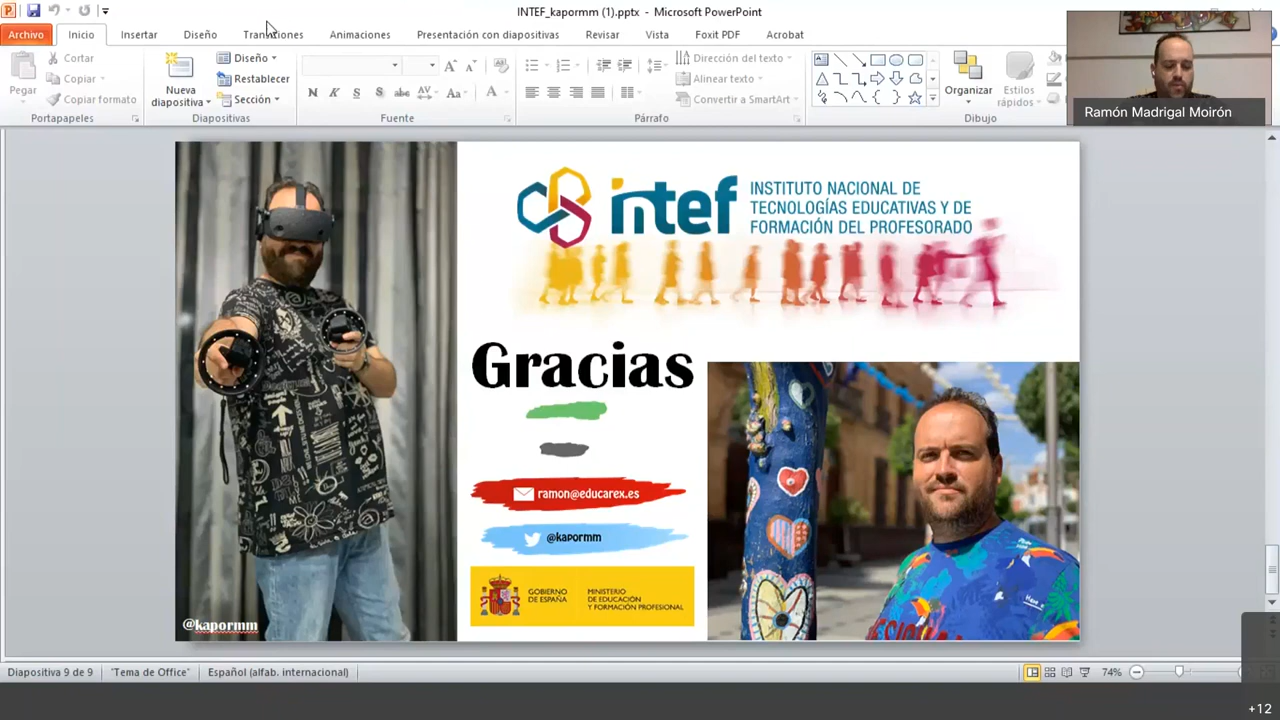 INTEF_kapormm (1).pptx - Microsoft PowerPoint
Archivo Inicio Insertar Diseño Transiciones Animaciones Presentación con diapositivas Revisar Vista Foxit PDF Acrobat
Pegar
Cortar
Copiar
Copiar formato
Portapapeles
Nueva
diapositiva
Diseño
Restablecer
Sección
Diapositivas
N K S S abc AV Aa A
Fuente
Dirección del texto
Alinear texto
Convertir a SmartArt
Párrafo
Organizar
Estilos
rápidos
Dibujo
Ramón Madrigal Moirón
intef
INSTITUTO NACIONAL DE
TECNOLOGÍAS EDUCATIVAS Y DE
FORMACIÓN DEL PROFESORADO
Gracias
ramon@educarex.es
@kapormm
GOBIERNO
DE ESPAÑA
MINISTERIO
DE EDUCACIÓN
Y FORMACIÓN PROFESIONAL
@kapormm
Diapositiva 9 de 9 "Tema de Office" Español (alfab. internacional) 74%
+12